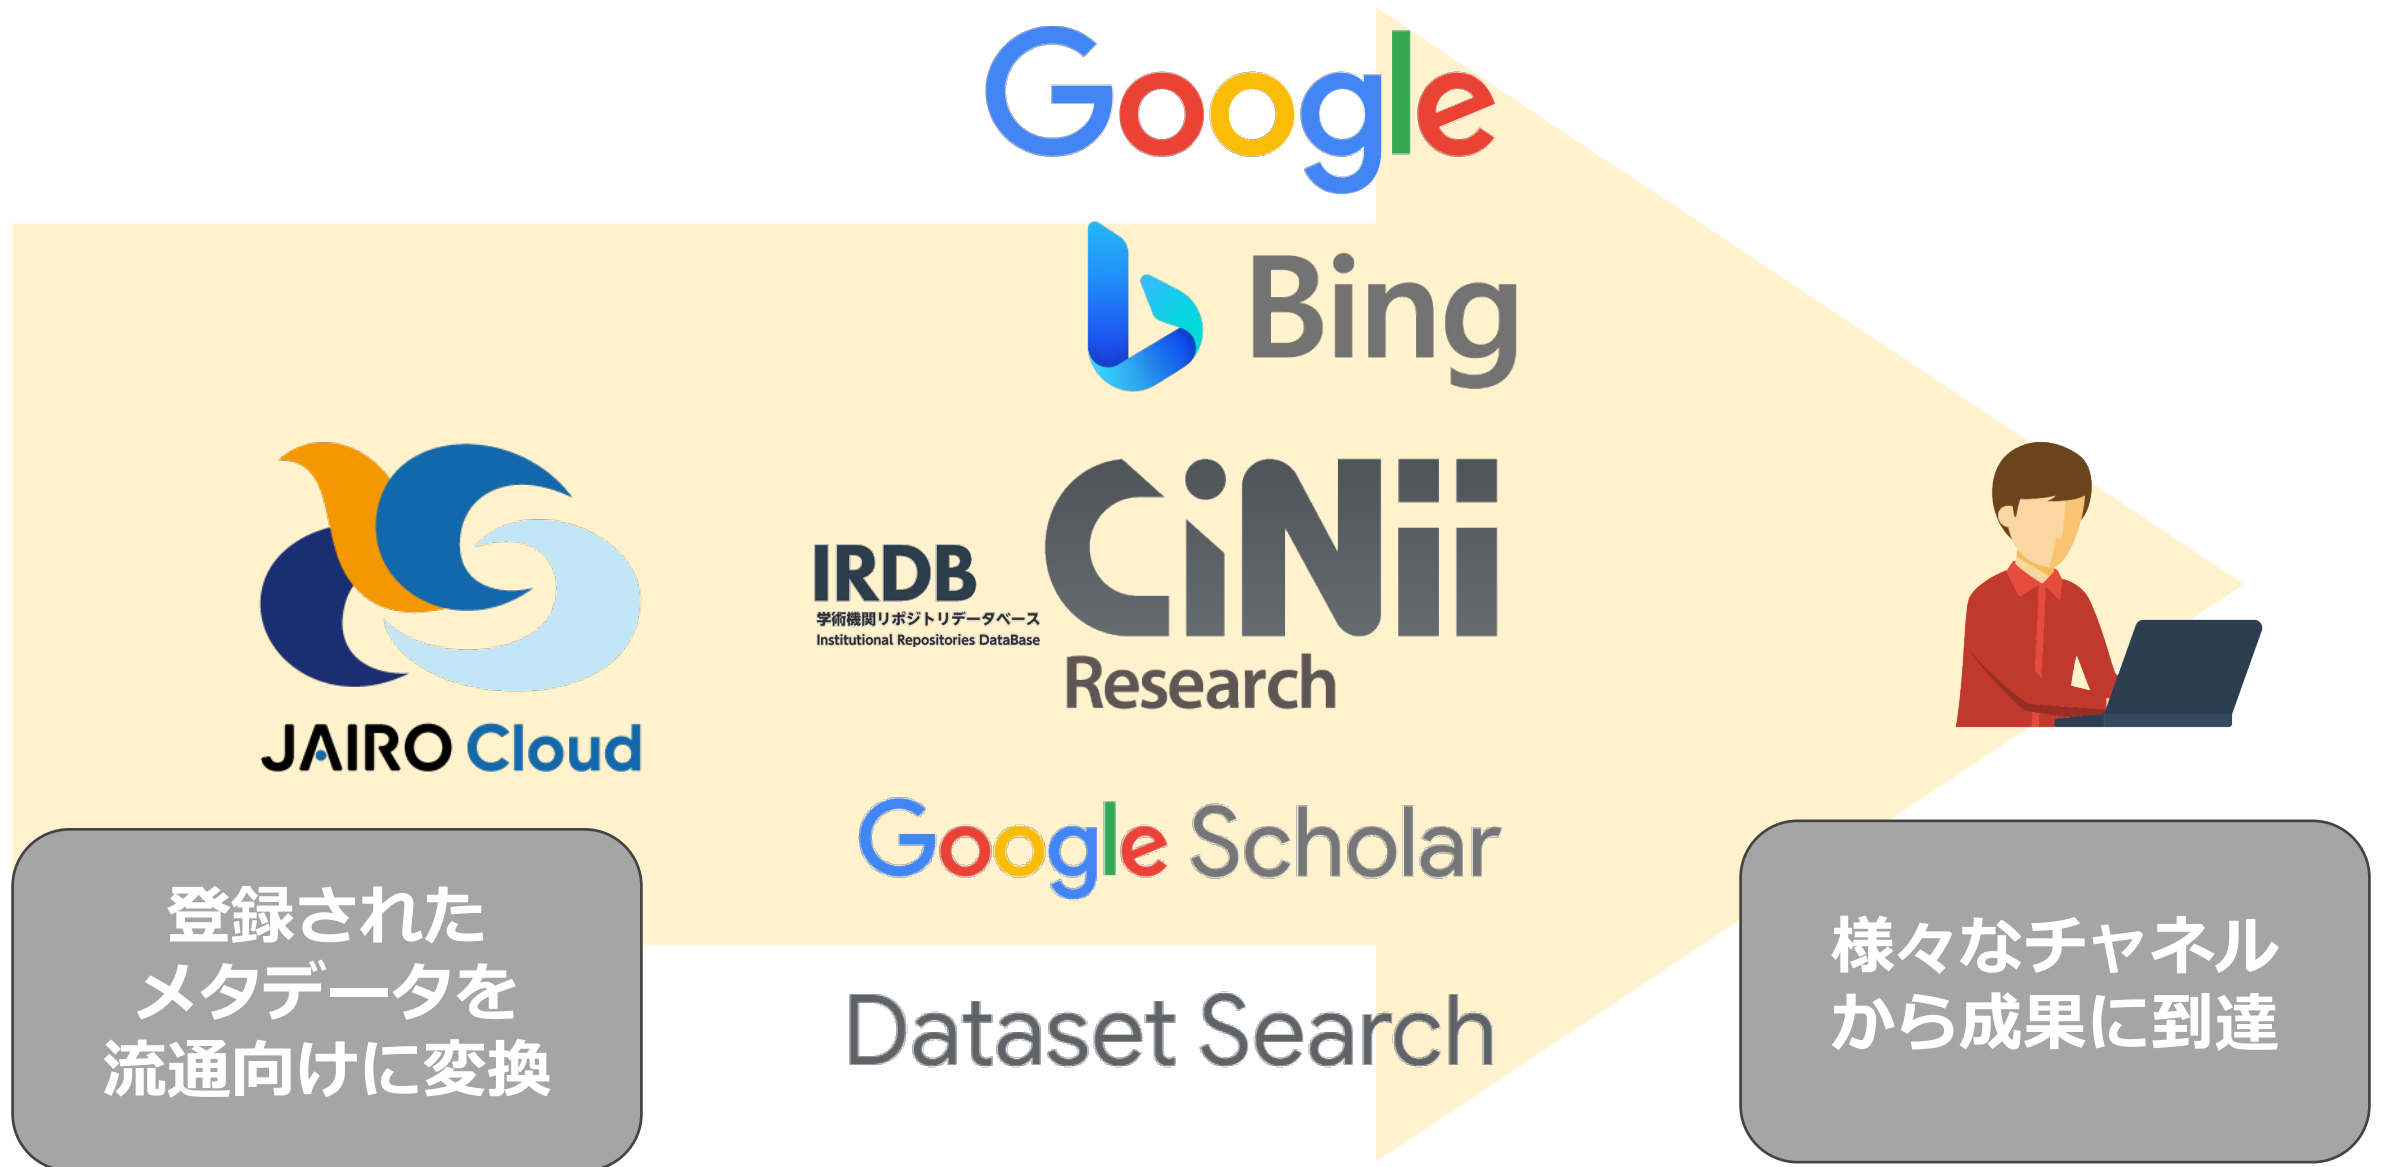 Google
Bing
CiNii
Research
IRDB
学術機関リポジトリデータベース
Institutional Repositories DataBase
JAIRO Cloud
Google Scholar
Dataset Search
登録された
メタデータを
流通向けに変換
様々なチャネル
から成果に到達